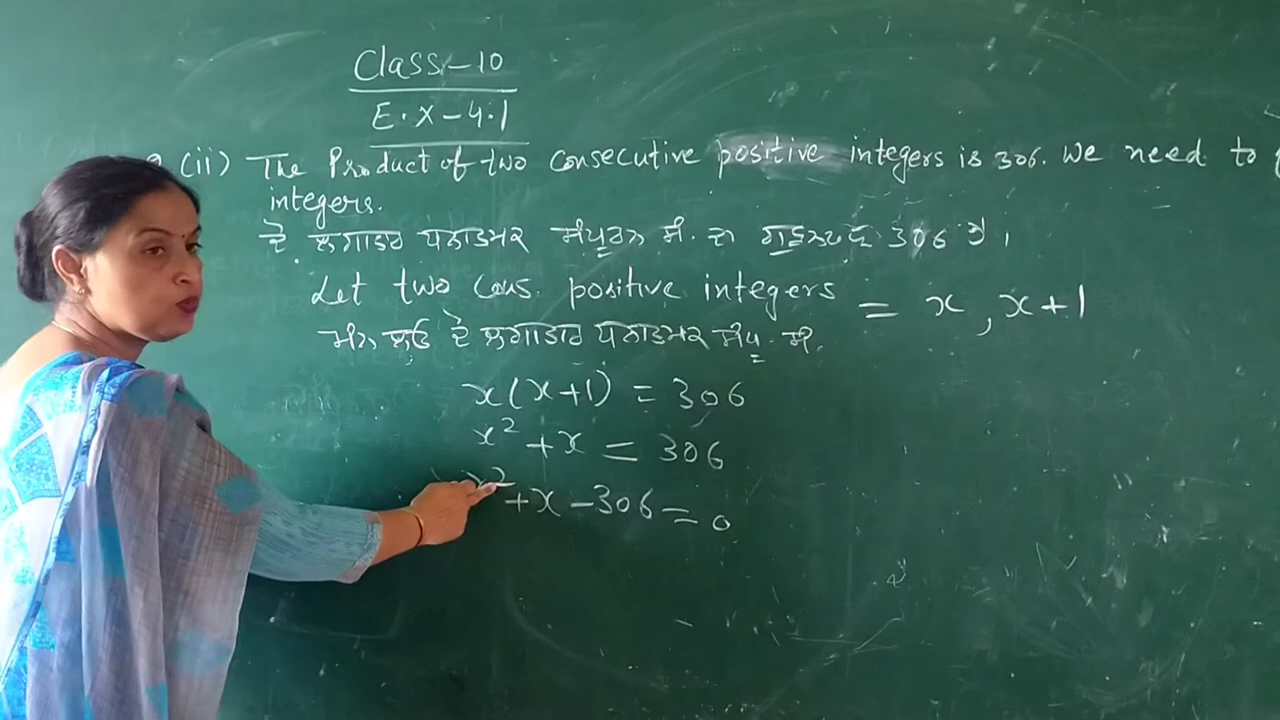 Class-10
E.X-4:1
(ii) The Product of two consecutive positive integers is 306. We need to
integers.
ਦੋ ਲਗਾਤਾਰ ਧਨਾਤਮਕ ਸੰਪੂਰਨ ਸੰ. ਦਾ ਗੁਣਨਫਲ 306 ਹੈ।
Let two Cons. positive integers = x, x+1
ਮੰਨ ਲਉ ਦੋ ਲਗਾਤਾਰ ਧਨਾਤਮਕ ਸੰਪੂ. ਸੰ.
x(x+1) = 306
x² + x = 306
x² + x - 306 = 0